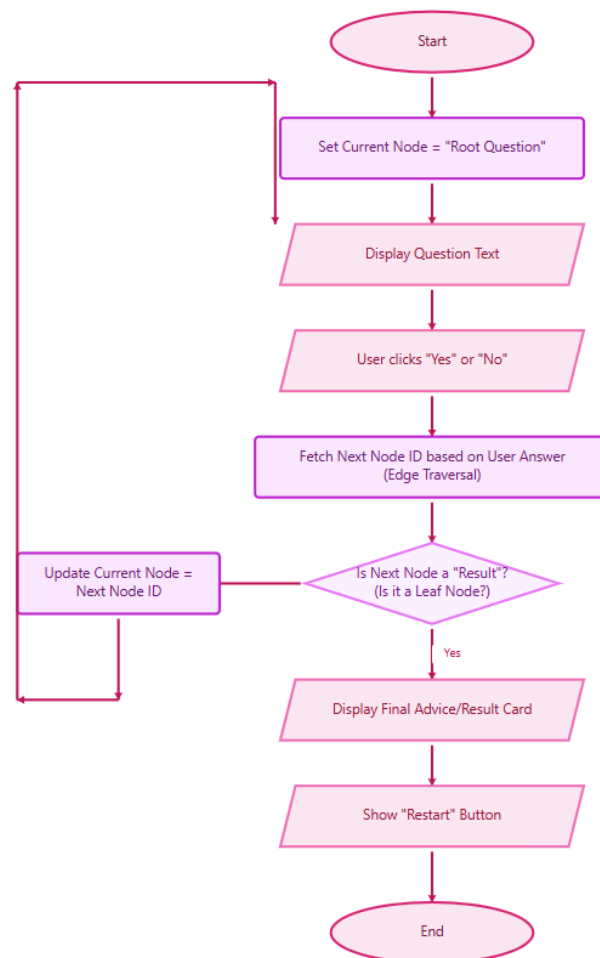 Start
Set Current Node = "Root Question"
Display Question Text
User clicks "Yes" or "No"
Fetch Next Node ID based on User Answer
(Edge Traversal)
Is Next Node a "Result"?
(Is it a Leaf Node?)
Update Current Node =
Next Node ID
Yes
Display Final Advice/Result Card
Show "Restart" Button
End